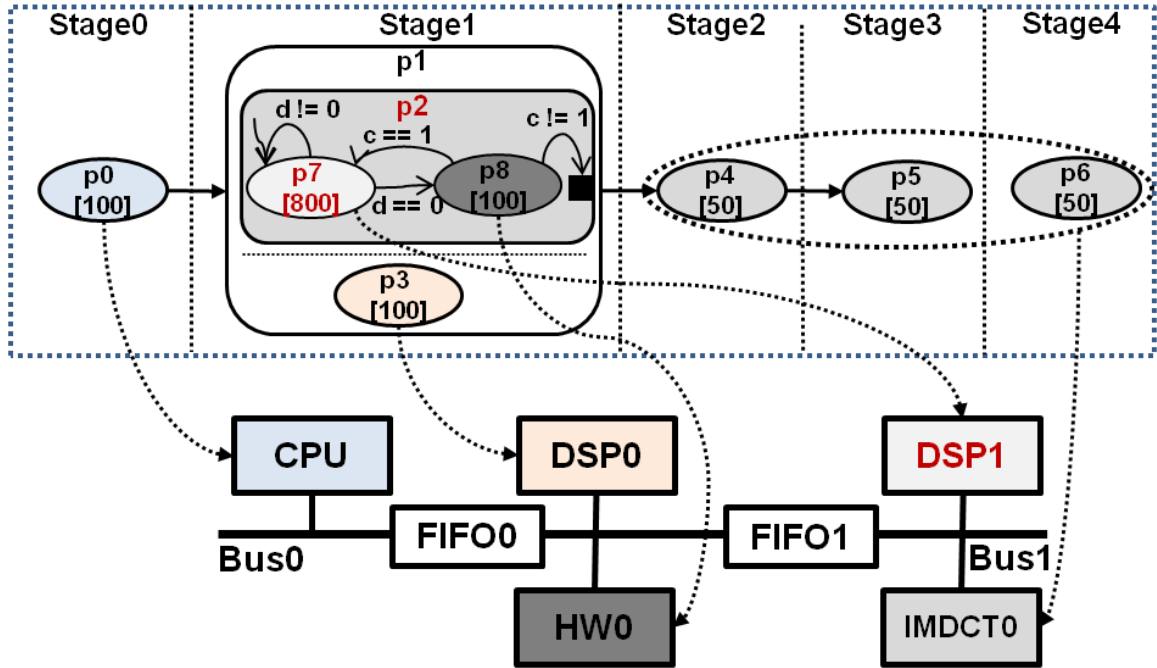 Stage0
Stage1
Stage2
Stage3
Stage4
p1
p2
d != 0
c == 1
c != 1
p0
[100]
p7
[800]
d == 0
p8
[100]
p4
[50]
p5
[50]
p6
[50]
p3
[100]
CPU
DSP0
DSP1
FIFO0
FIFO1
Bus0
Bus1
HW0
IMDCT0